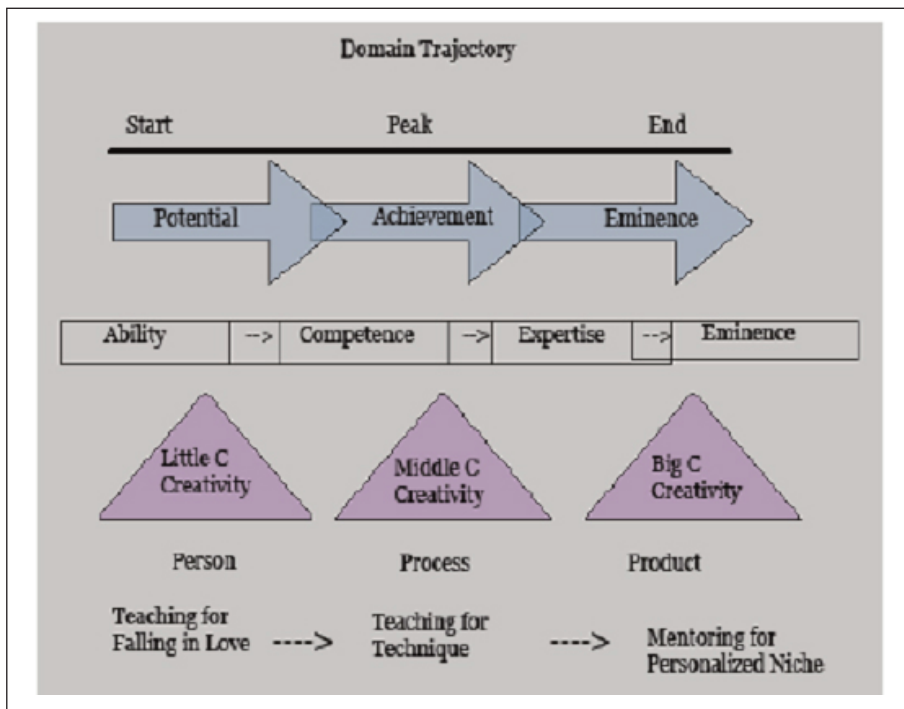 Domain Trajectory
Start Peak End
Potential Achievement Eminence
Ability --> Competence --> Expertise --> Eminence
Little C
Creativity
Middle C
Creativity
Big C
Creativity
Person Process Product
Teaching for
Falling in Love ---->
Teaching for
Technique ---->
Mentoring for
Personalized Niche